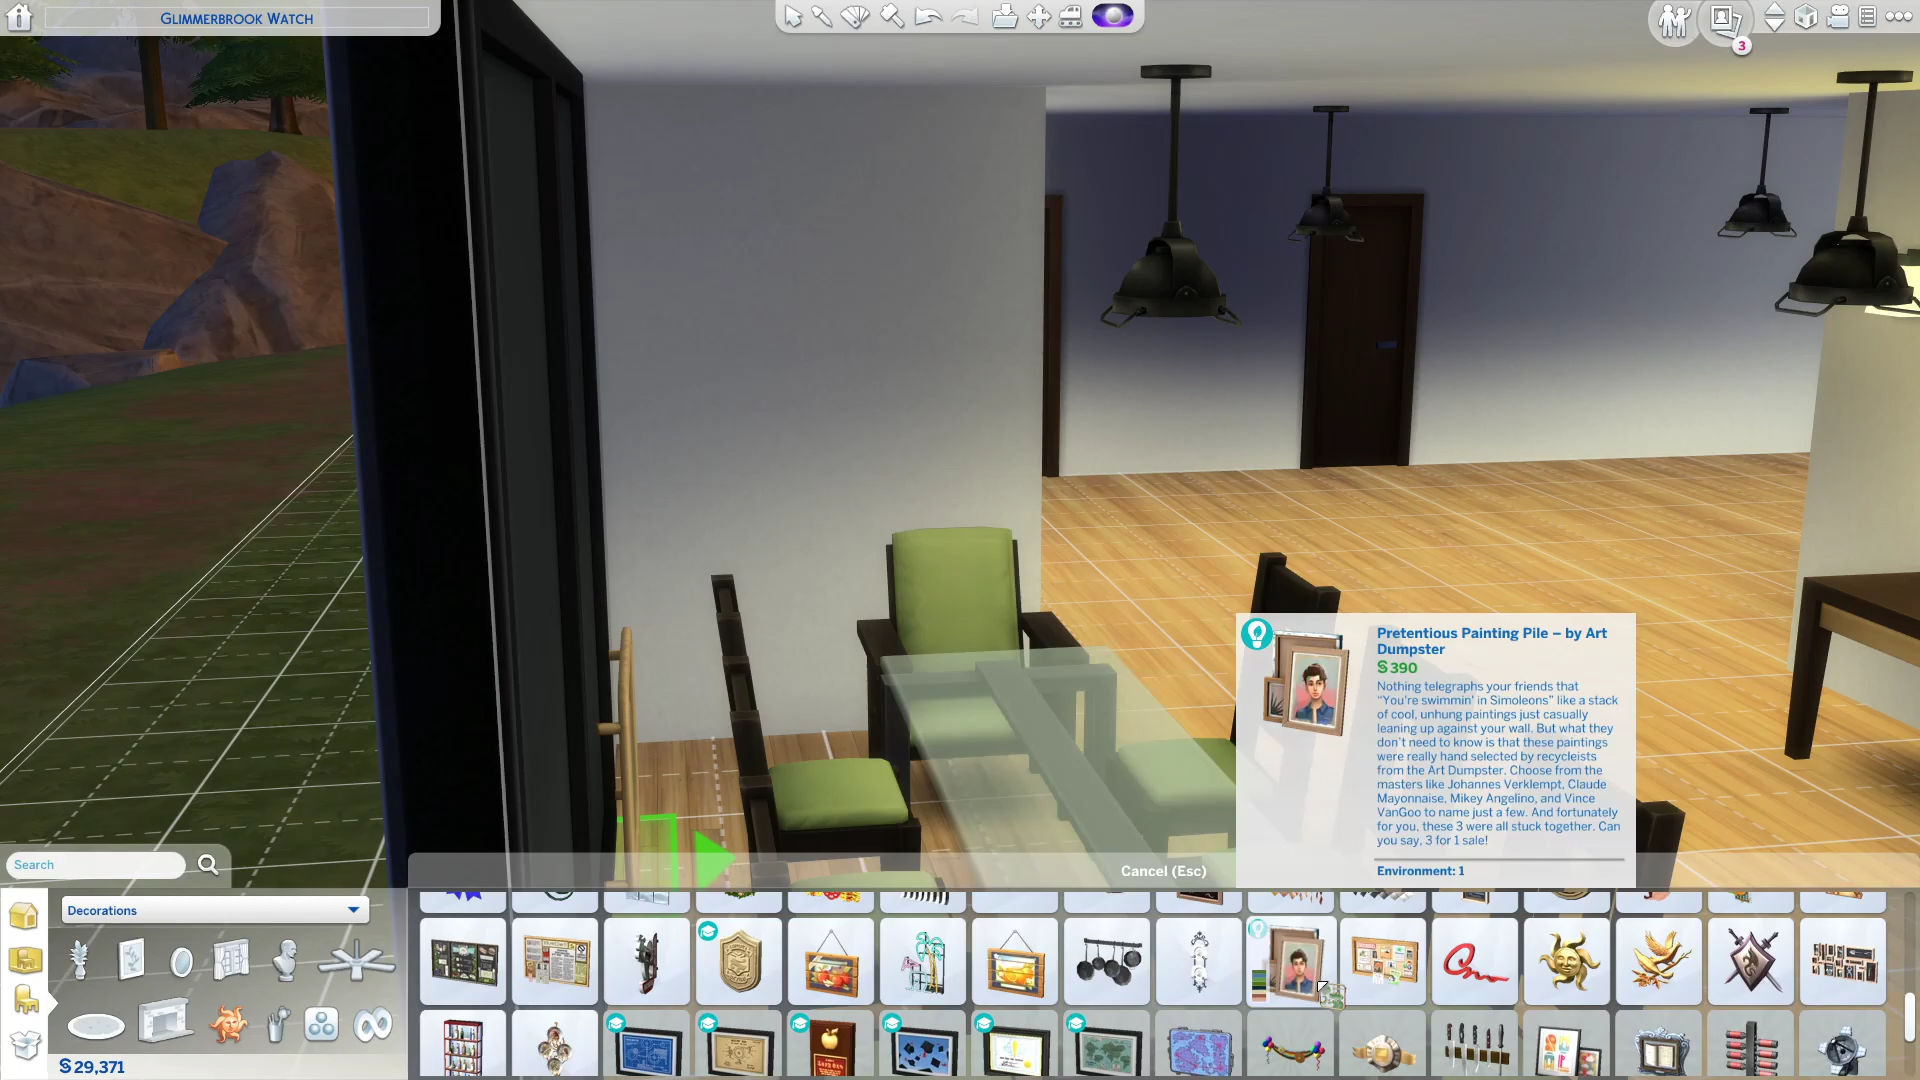 Glimmerbrook Watch
3
Pretentious Painting Pile – by Art
Dumpster
§390
Nothing telegraphs your friends that
"You're swimmin' in Simoleons" like a stack
of cool, unhung paintings just casually
leaning up against your wall. But what they
don't need to know is that these paintings
were really hand selected by recycleists
from the Art Dumpster. Choose from the
masters like Johannes Verklempt, Claude
Mayonnaise, Mikey Angelino, and Vince
VanGoo to name just a few. And fortunately
for you, these 3 were all stuck together. Can
you say, 3 for 1 sale!
Environment: 1
Cancel (Esc)
Search
Decorations
§29,371